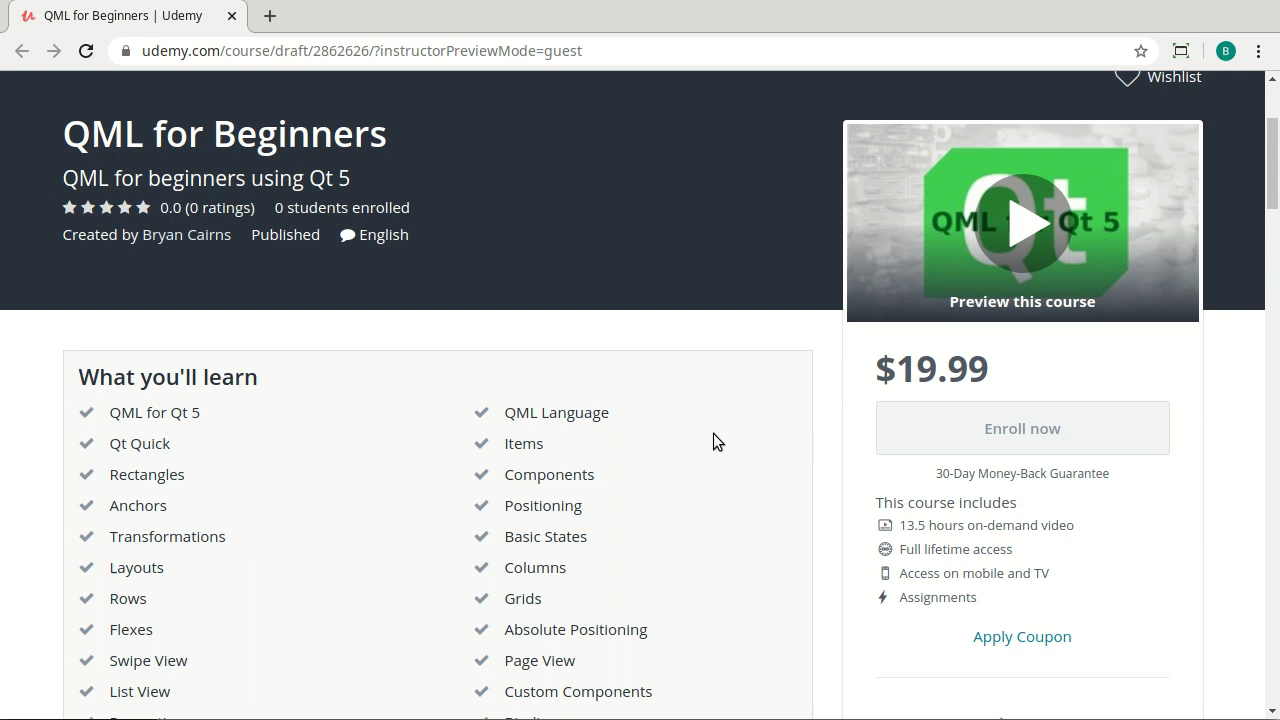 QML for Beginners | Udemy
udemy.com/course/draft/2862626/?instructorPreviewMode=guest
B
Wishlist
QML for Beginners
QML for beginners using Qt 5
0.0 (0 ratings) 0 students enrolled
Created by Bryan Cairns Published English
Qt
QML Qt 5
Preview this course
$19.99
Enroll now
30-Day Money-Back Guarantee
This course includes
13.5 hours on-demand video
Full lifetime access
Access on mobile and TV
Assignments
Apply Coupon
What you'll learn
QML for Qt 5 QML Language
Qt Quick Items
Rectangles Components
Anchors Positioning
Transformations Basic States
Layouts Columns
Rows Grids
Flexes Absolute Positioning
Swipe View Page View
List View Custom Components